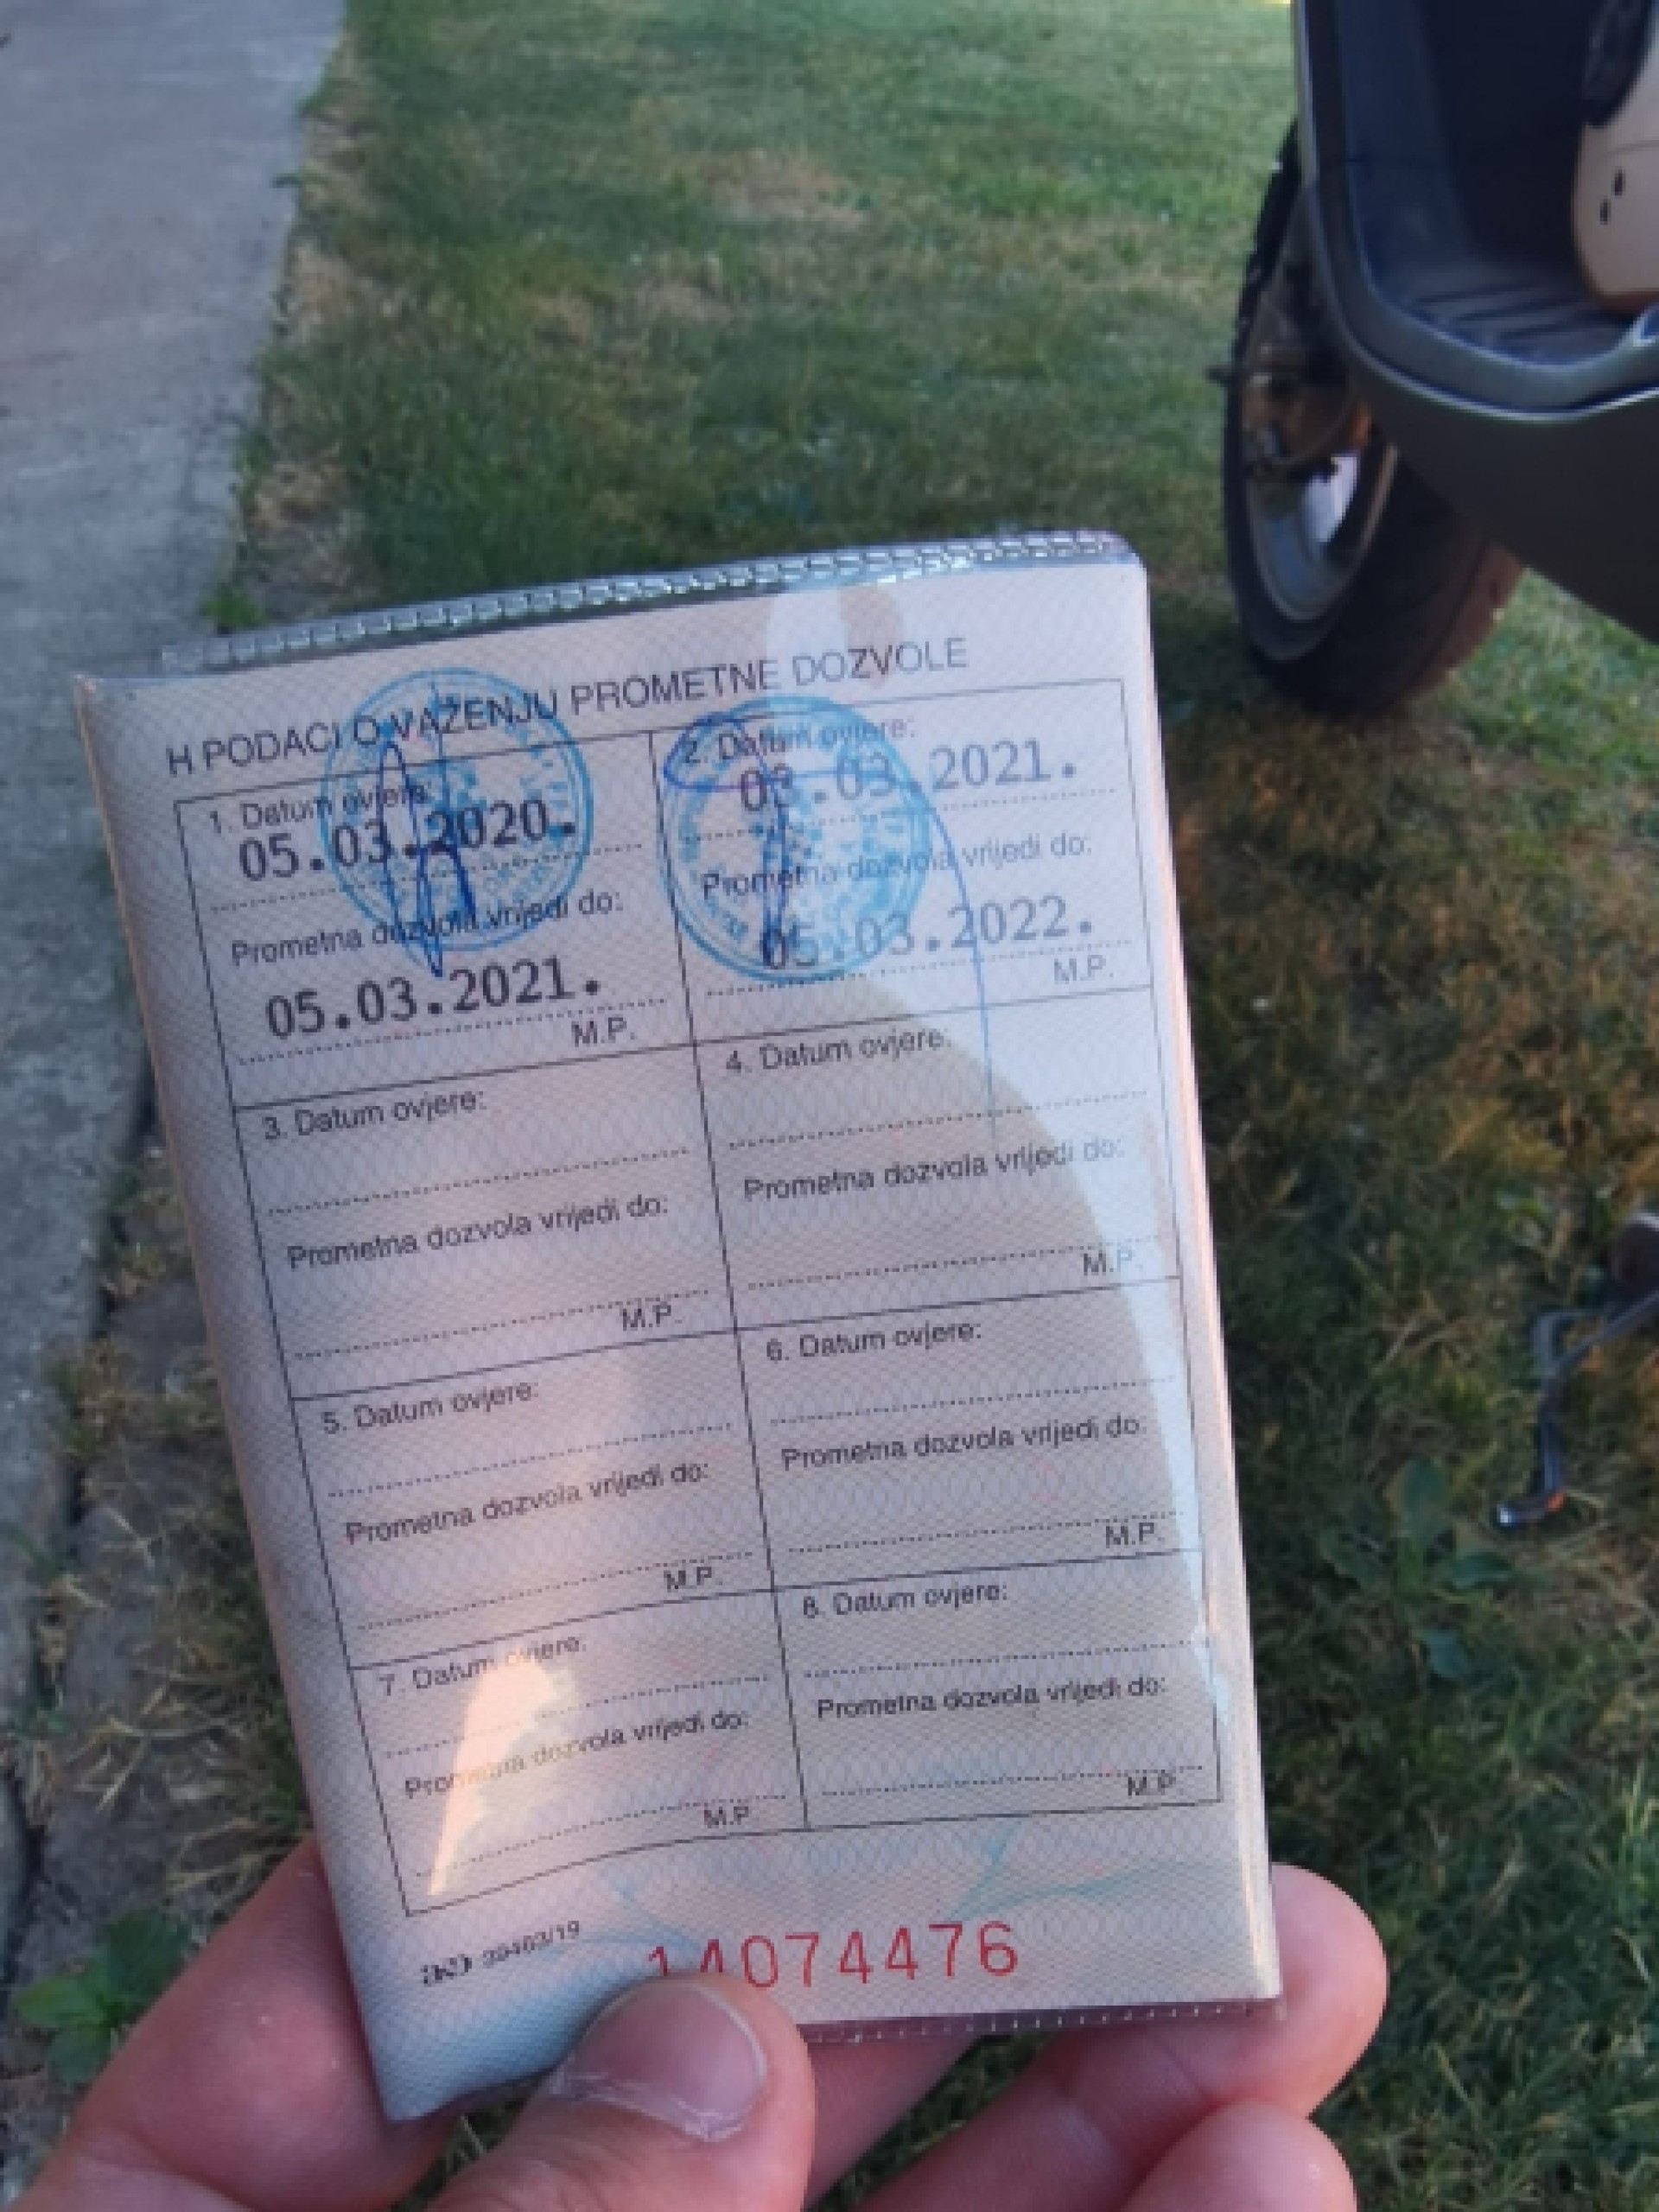 H PODACI O VAŽENJU PROMETNE DOZVOLE
1. Datum ovjere:
05.03.2020.
Prometna dozvola vrijedi do:
05.03.2021.
M.P.
2. Datum ovjere:
03.03.2021.
Prometna dozvola vrijedi do:
05.03.2022.
M.P.
3. Datum ovjere:
Prometna dozvola vrijedi do:
M.P.
4. Datum ovjere:
Prometna dozvola vrijedi do:
M.P.
5. Datum ovjere:
Prometna dozvola vrijedi do:
M.P.
6. Datum ovjere:
Prometna dozvola vrijedi do:
M.P.
7. Datum ovjere:
Prometna dozvola vrijedi do:
M.P.
8. Datum ovjere:
Prometna dozvola vrijedi do:
M.P.
14074476